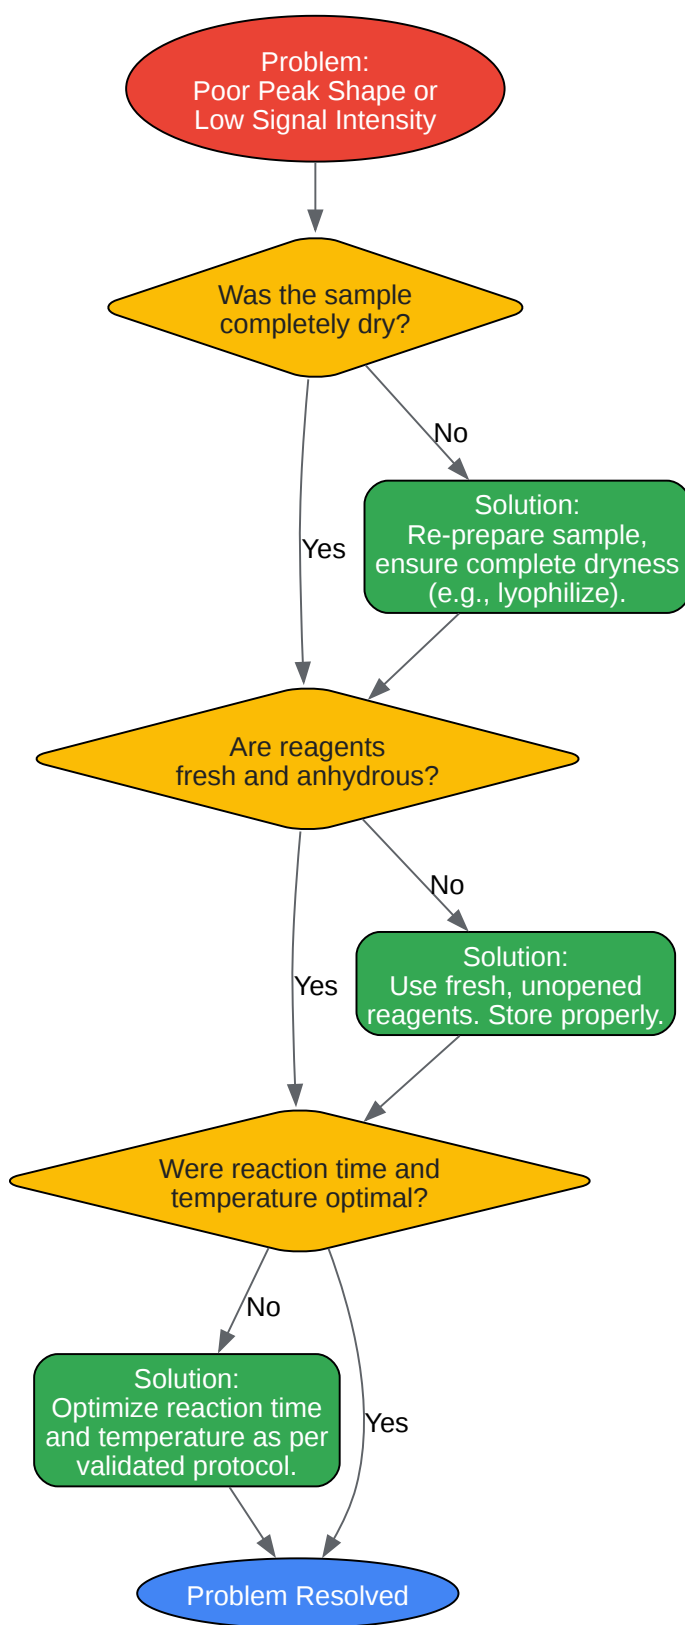 Problem:
Poor Peak Shape or
Low Signal Intensity
Was the sample
completely dry?
No
Solution:
Re-prepare sample,
ensure complete dryness
(e.g., lyophilize).
Yes
Are reagents
fresh and anhydrous?
No
Solution:
Use fresh, unopened
reagents. Store properly.
Yes
Were reaction time and
temperature optimal?
No
Solution:
Optimize reaction time
and temperature as per
validated protocol.
Yes
Problem Resolved